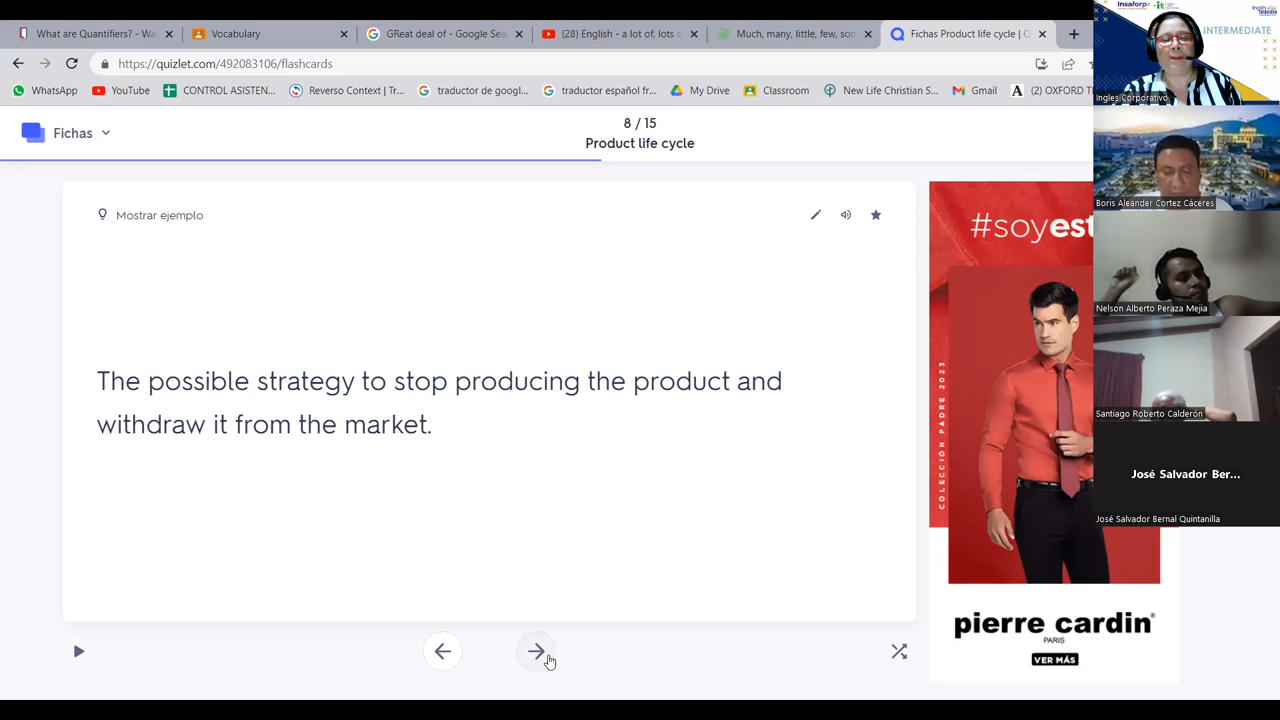 What are Quantifiers? - Wa
Vocabulary
GReat deal of - Google Sea
(83) English - a lot of, lots o
Much, many, little, few, som
Fichas Product life cycle | Q
https://quizlet.com/492083106/flashcards
WhatsApp
YouTube
CONTROL ASISTEN...
Reverso Context | Tr...
or de googl...
traductor español fr...
My Drive
Classroom
New Life Christian S...
Gmail
(2) OXFORD T
Fichas
8 / 15
Product life cycle
Mostrar ejemplo
The possible strategy to stop producing the product and
withdraw it from the market.
#soyest
COLECCIÓN PADRE 2023
pierre cardin®
PARIS
VER MÁS
Insaforp
INTERMEDIATE
Ingles Corporativo
Boris Aleander Cortez Cáceres
Nelson Alberto Peraza Mejia
Santiago Roberto Calderón
José Salvador Ber...
José Salvador Bernal Quintanilla